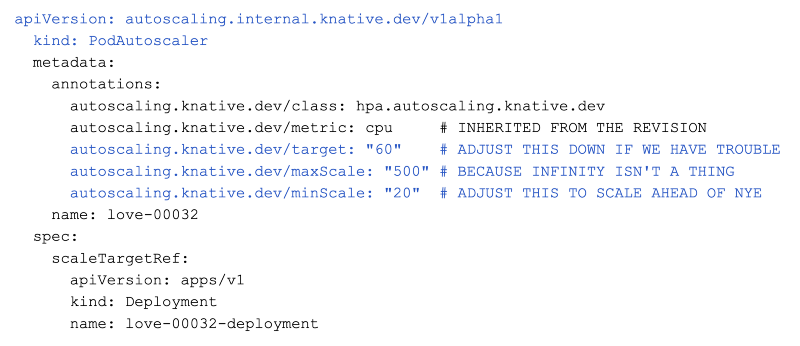 apiVersion: autoscaling.internal.knative.dev/v1alpha1
  kind: PodAutoscaler
  metadata:
    annotations:
      autoscaling.knative.dev/class: hpa.autoscaling.knative.dev
      autoscaling.knative.dev/metric: cpu     # INHERITED FROM THE REVISION
      autoscaling.knative.dev/target: "60"    # ADJUST THIS DOWN IF WE HAVE TROUBLE
      autoscaling.knative.dev/maxScale: "500" # BECAUSE INFINITY ISN'T A THING
      autoscaling.knative.dev/minScale: "20"  # ADJUST THIS TO SCALE AHEAD OF NYE
    name: love-00032
  spec:
    scaleTargetRef:
      apiVersion: apps/v1
      kind: Deployment
      name: love-00032-deployment